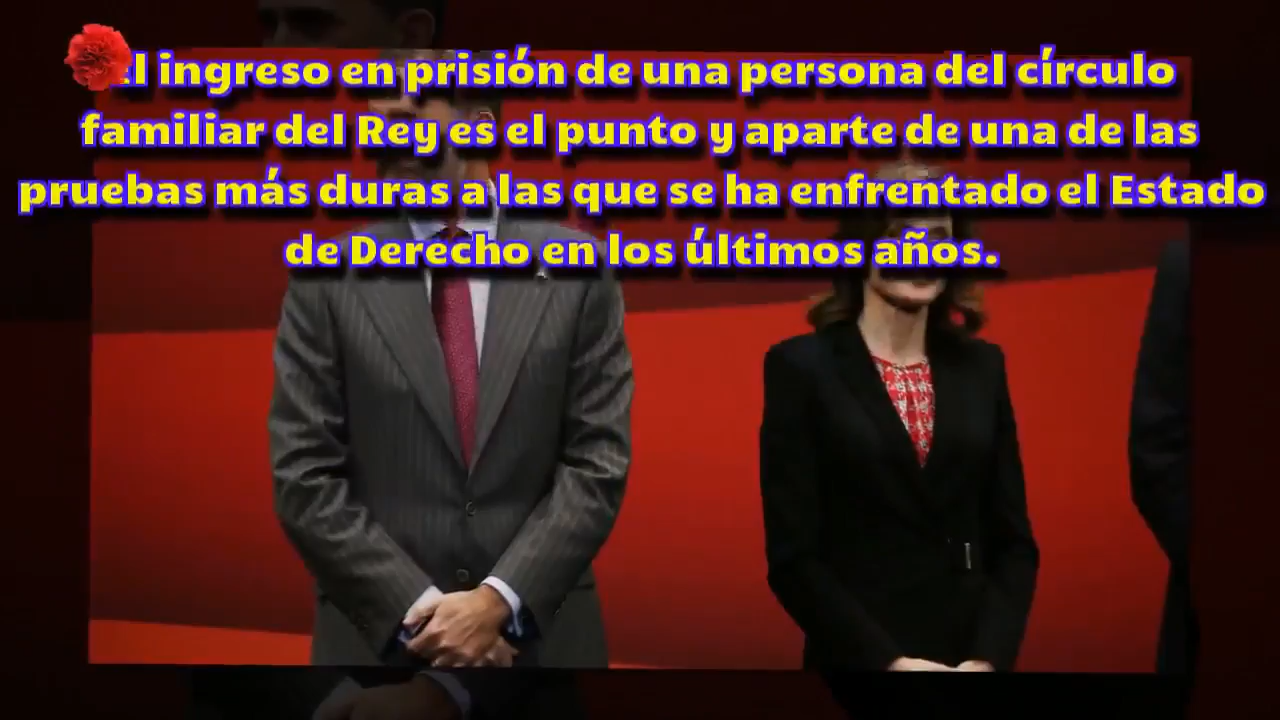 El ingreso en prisión de una persona del círculo
familiar del Rey es el punto y aparte de una de las
pruebas más duras a las que se ha enfrentado el Estado
de Derecho en los últimos años.